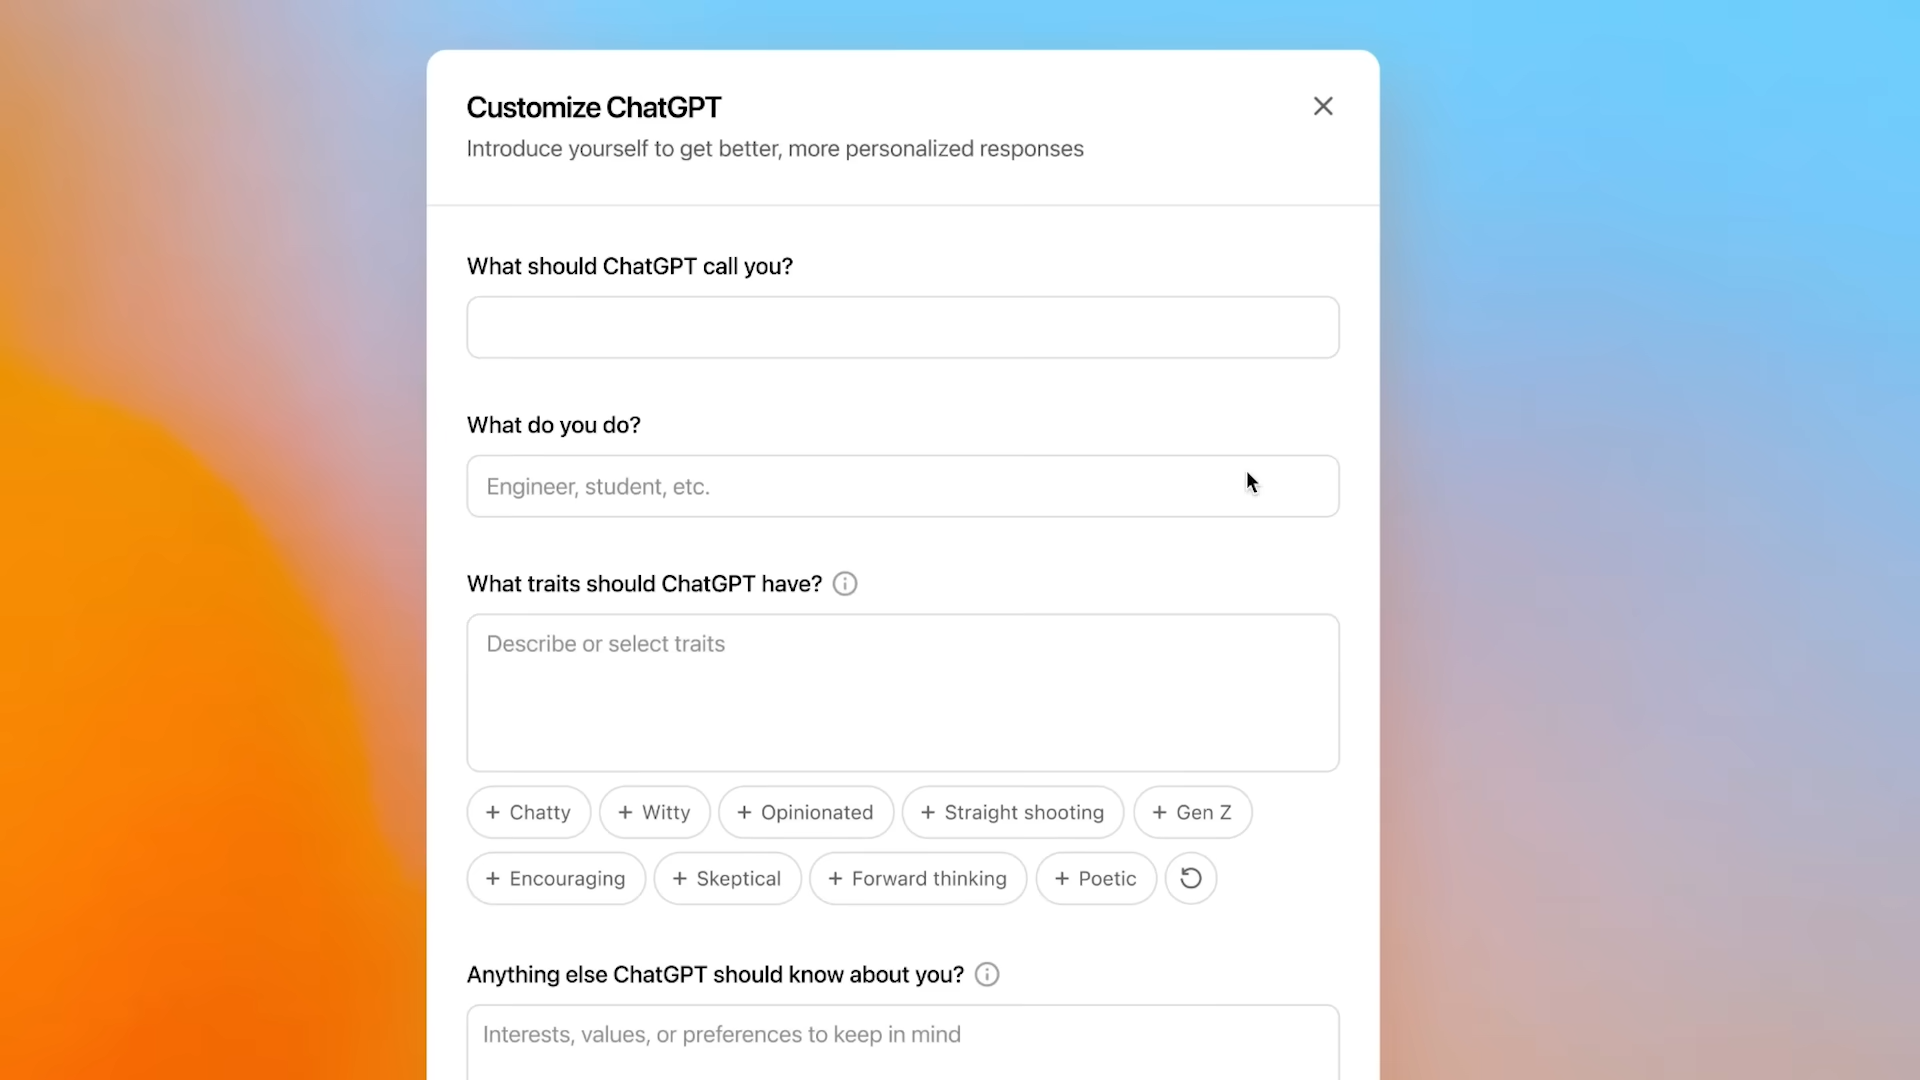 Customize ChatGPT
Introduce yourself to get better, more personalized responses
What should ChatGPT call you?
What do you do?
Engineer, student, etc.
What traits should ChatGPT have?
Describe or select traits
+ Chatty + Witty + Opinionated + Straight shooting + Gen Z
+ Encouraging + Skeptical + Forward thinking + Poetic
Anything else ChatGPT should know about you?
Interests, values, or preferences to keep in mind